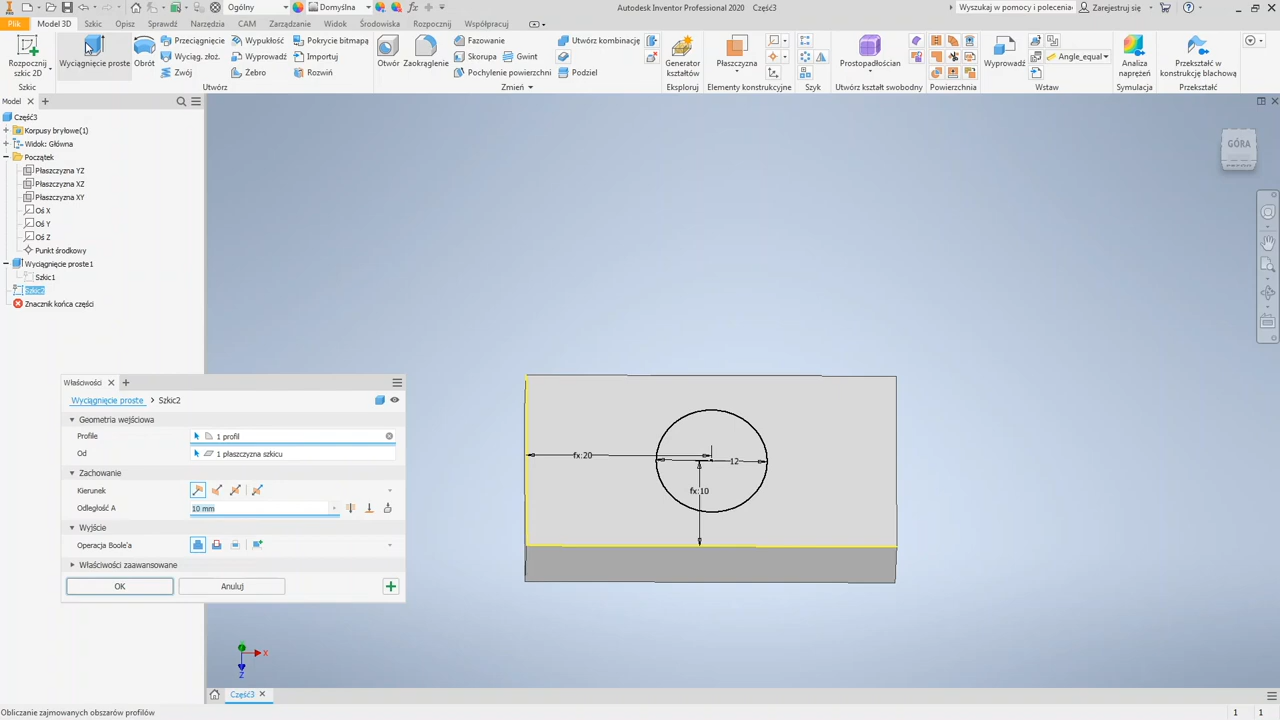 Ogólny
Domyślna
Autodesk Inventor Professional 2020 Część3
Wyszukaj w pomocy i poleceniach
Zarejestruj się
Plik Model 3D Szkic Opisz Sprawdź Narzędzia CAM Zarządzanie Widok Środowiska Rozpocznij Współpracuj
Rozpocznij szkic 2D
Wyciągnięcie proste
Obrót
Przeciągnięcie
Wyciąg. złoż.
Zwój
Wypukłość
Wyprowadź
Żebro
Pokrycie bitmapą
Importuj
Rozwiń
Otwór
Zaokrąglenie
Fazowanie
Skorupa
Pochylenie powierzchni
Gwint
Utwórz kombinację
Podziel
Generator kształtów
Płaszczyzna
Prostopadłościan
Wyprowadź
Angle_equal
Analiza naprężeń
Przekształć w konstrukcję blachową
Szkic Utwórz Zmień Eksploruj Elementy konstrukcyjne Szyk Utwórz kształt swobodny Powierzchnia Wstaw Symulacja Przekształć
Model
Część3
Korpusy bryłowe(1)
Widok: Główna
Początek
Płaszczyzna YZ
Płaszczyzna XZ
Płaszczyzna XY
Oś X
Oś Y
Oś Z
Punkt środkowy
Wyciągnięcie proste1
Szkic1
Szkic2
Znacznik końca części
GÓRA
Właściwości
Wyciągnięcie proste > Szkic2
Geometria wejściowa
Profile 1 profil
Od 1 płaszczyzna szkicu
Zachowanie
Kierunek
Odległość A 10 mm
Wyjście
Operacja Boole'a
Właściwości zaawansowane
OK Anuluj
fx:20
12
fx:10
X
Z
Część3
Obliczanie zajmowanych obszarów profilów
1 1